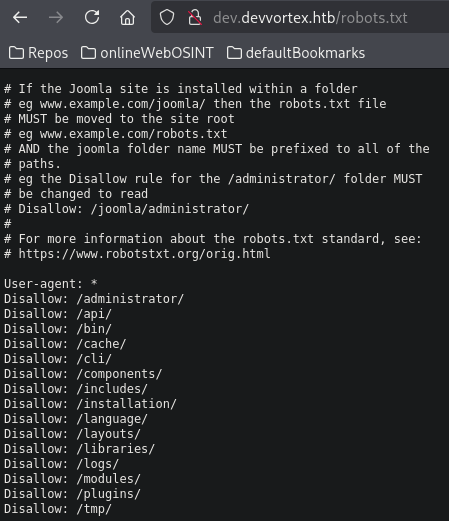 dev.devvortex.htb/robots.txt
Repos onlineWebOSINT defaultBookmarks
# If the Joomla site is installed within a folder
# eg www.example.com/joomla/ then the robots.txt file
# MUST be moved to the site root
# eg www.example.com/robots.txt
# AND the joomla folder name MUST be prefixed to all of the
# paths.
# eg the Disallow rule for the /administrator/ folder MUST
# be changed to read
# Disallow: /joomla/administrator/
#
# For more information about the robots.txt standard, see:
# https://www.robotstxt.org/orig.html
User-agent: *
Disallow: /administrator/
Disallow: /api/
Disallow: /bin/
Disallow: /cache/
Disallow: /cli/
Disallow: /components/
Disallow: /includes/
Disallow: /installation/
Disallow: /language/
Disallow: /layouts/
Disallow: /libraries/
Disallow: /logs/
Disallow: /modules/
Disallow: /plugins/
Disallow: /tmp/